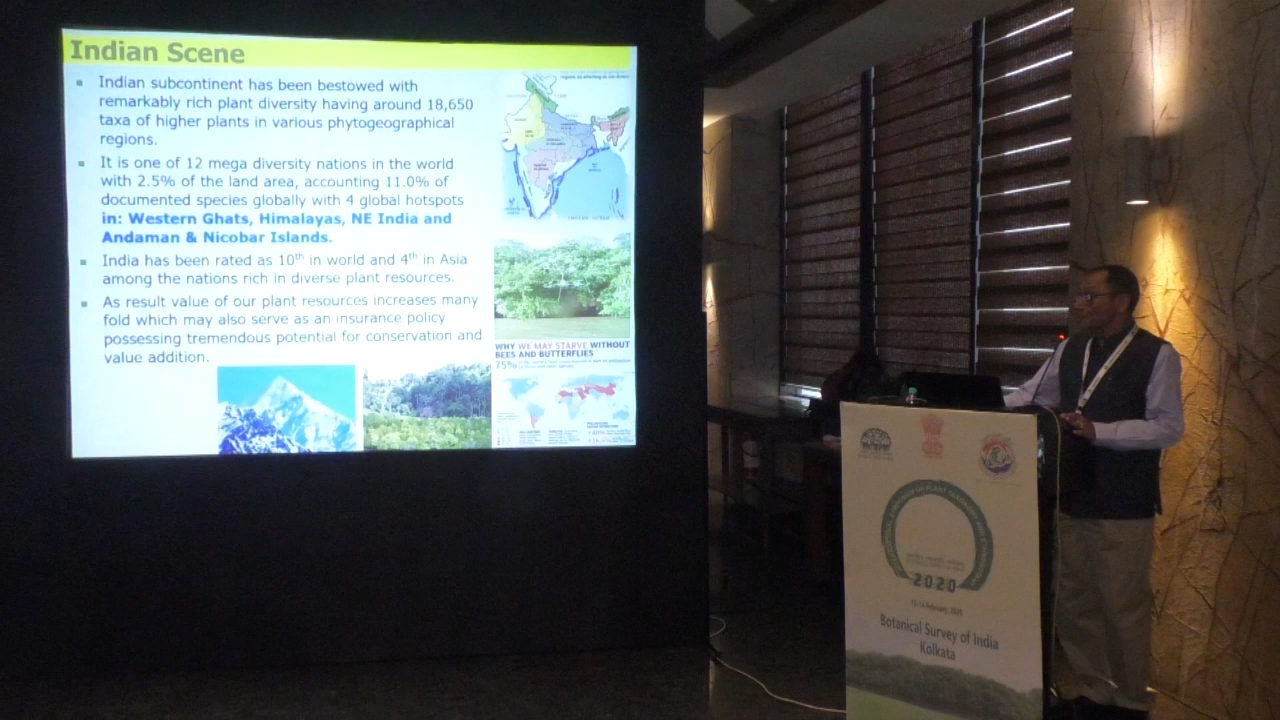 Indian Scene
Indian subcontinent has been bestowed with
remarkably rich plant diversity having around 18,650
taxa of higher plants in various phytogeographical
regions.
It is one of 12 mega diversity nations in the world
with 2.5% of the land area, accounting 11.0% of
documented species globally with 4 global hotspots
in: Western Ghats, Himalayas, NE India and
Andaman & Nicobar Islands.
India has been rated as 10th in world and 4th in Asia
among the nations rich in diverse plant resources.
As result value of our plant resources increases many
fold which may also serve as an insurance policy
possessing tremendous potential for conservation and
value addition.
WHY WE MAY STARVE WITHOUT
BEES AND BUTTERFLIES
75%
2020
February, 2020
Botanical Survey of India
Kolkata